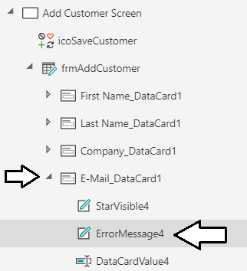 Add Customer Screen
icoSaveCustomer
frmAddCustomer
First Name_DataCard1
Last Name_DataCard1
Company_DataCard1
E-Mail_DataCard1
StarVisible4
ErrorMessage4
DataCardValue4